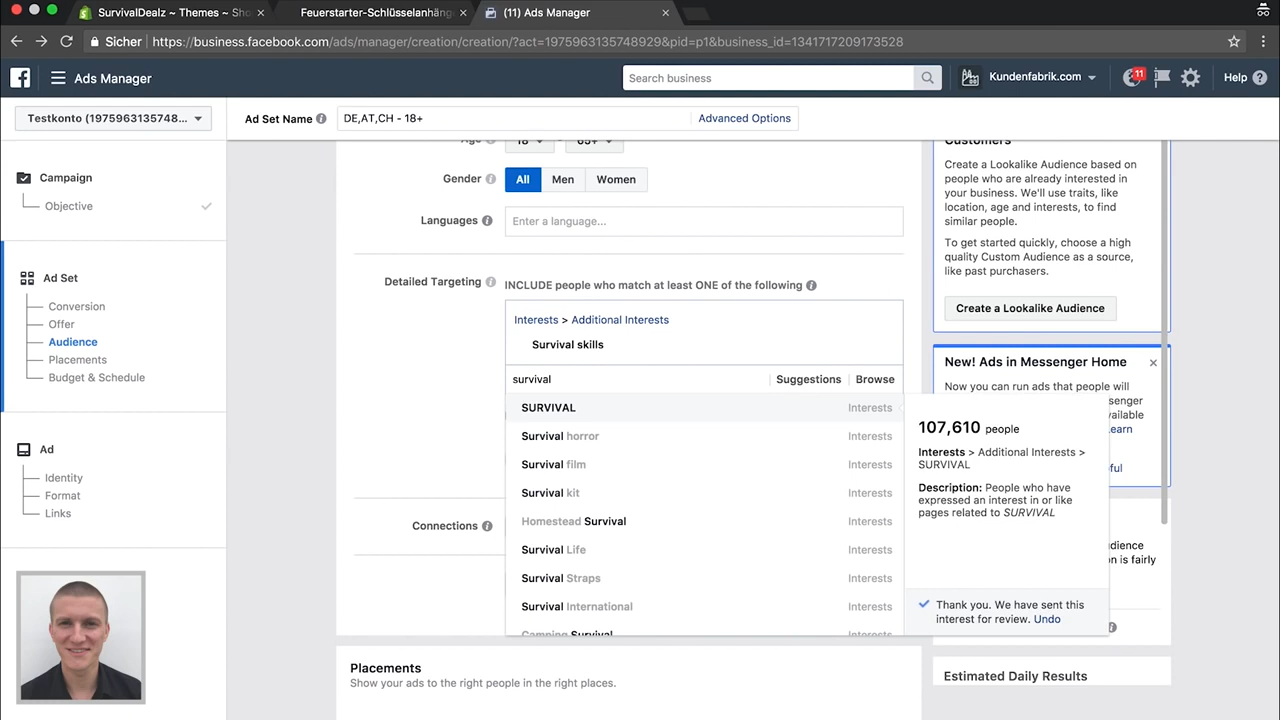 SurvivalDealz ~ Themes ~ Sho
Feuerstarter-Schlüsselanhäng
(11) Ads Manager
Sicher
https://business.facebook.com/ads/manager/creation/creation/?act=1975963135748929&pid=p1&business_id=1341717209173528
Ads Manager
Search business
Kundenfabrik.com
11
Help
Testkonto (1975963135748...
Ad Set Name
DE,AT,CH - 18+
Advanced Options
Campaign
Objective
Ad Set
Conversion
Offer
Audience
Placements
Budget & Schedule
Ad
Identity
Format
Links
Age
18
-
65+
Gender
All
Men
Women
Languages
Enter a language...
Detailed Targeting
INCLUDE people who match at least ONE of the following
Interests > Additional Interests
Survival skills
survival
Suggestions
Browse
SURVIVAL
Interests
Survival horror
Interests
Survival film
Interests
Survival kit
Interests
Homestead Survival
Interests
Survival Life
Interests
Survival Straps
Interests
Survival International
Interests
Camping Survival
Interests
Connections
Placements
Show your ads to the right people in the right places.
Customers
Create a Lookalike Audience based on
people who are already interested in
your business. We'll use traits, like
location, age and interests, to find
similar people.
To get started quickly, choose a high
quality Custom Audience as a source,
like past purchasers.
Create a Lookalike Audience
New! Ads in Messenger Home
Now you can run ads that people will
107,610 people
Interests > Additional Interests >
SURVIVAL
Description: People who have
expressed an interest in or like
pages related to SURVIVAL
Thank you. We have sent this
interest for review. Undo
Estimated Daily Results